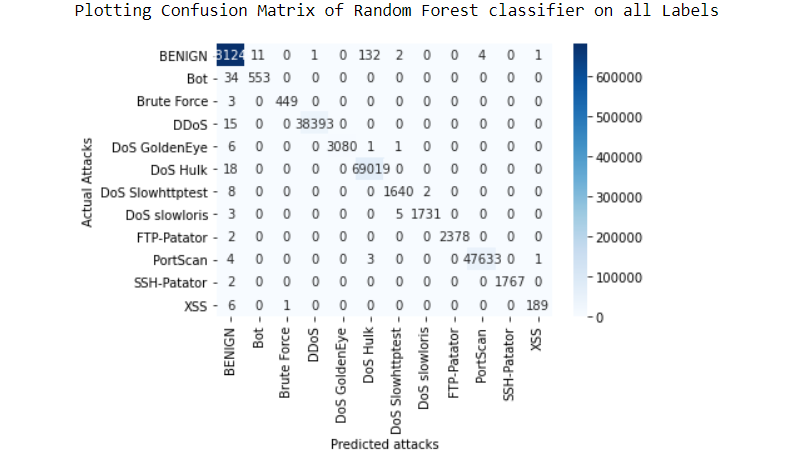 Plotting Confusion Matrix of Random Forest classifier on all Labels
BENIGN 11 0 1 0 132 2 0 0 4 0 1
Bot 34 553 0 0 0 0 0 0 0 0 0 0
Brute Force 3 0 449 0 0 0 0 0 0 0 0 0
DDoS 15 0 0 38393 0 0 0 0 0 0 0 0
DoS GoldenEye 6 0 0 0 3080 1 1 0 0 0 0 0
DoS Hulk 18 0 0 0 0 69019 0 0 0 0 0 0
DoS Slowhttptest 8 0 0 0 0 0 1640 2 0 0 0 0
DoS slowloris 3 0 0 0 0 0 5 1731 0 0 0 0
FTP-Patator 2 0 0 0 0 0 0 0 2378 0 0 0
PortScan 4 0 0 0 0 3 0 0 0 47633 0 1
SSH-Patator 2 0 0 0 0 0 0 0 0 0 1767 0
XSS 6 0 1 0 0 0 0 0 0 0 0 189
Actual Attacks
BENIGN
Bot
Brute Force
DDoS
DoS GoldenEye
DoS Hulk
DoS Slowhttptest
DoS slowloris
FTP-Patator
PortScan
SSH-Patator
XSS
Predicted attacks
600000
500000
400000
300000
200000
100000
0